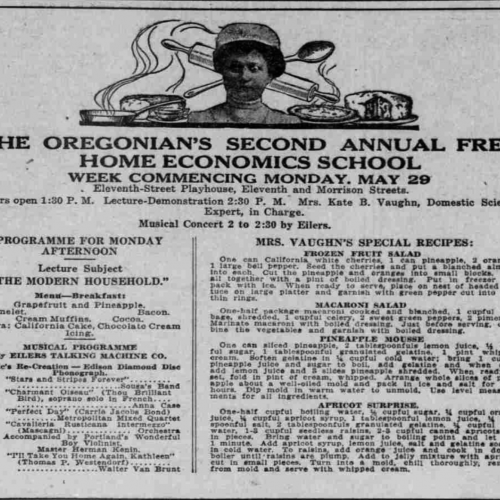 HE OREGONIAN'S SECOND ANNUAL FRE
HOME ECONOMICS SCHOOL
WEEK COMMENCING MONDAY, MAY 29
Eleventh-Street Playhouse, Eleventh and Morrison Streets.
rs open 1:30 P. M. Lecture-Demonstration 2:30 P. M. Mrs. Kate B. Vaughn, Domestic Scie
Expert, in Charge.
Musical Concert 2 to 2:30 by Eilers.
PROGRAMME FOR MONDAY
AFTERNOON
Lecture Subject
"THE MODERN HOUSEHOLD."
Menu—Breakfast:
Grapefruit and Pineapple.
melet. Bacon.
Cream Muffins. Cocoa.
ra: California Cake, Chocolate Cream
Icing.
MUSICAL PROGRAMME
By EILERS TALKING MACHINE CO.
c's Re-Creation — Edison Diamond Disc
Phonograph.
"Stars and Stripes Forever"
Sousa's Band
"Charmant Oiseau" (Thou Brilliant
Bird), soprano solo in French
"Perfect Day" (Carrie Jacobs Bond)
Metropolitan Mixed Quartet
"Cavalleria Rusticana Intermezzo"
(Mascagni) Orchestra
Accompanied by Portland's Wonderful
Boy Violinist,
Master Herman Kenin.
"I'll Take You Home Again, Kathleen"
(Thomas P. Westendorf)
Walter Van Brunt
MRS. VAUGHN'S SPECIAL RECIPES:
FROZEN FRUIT SALAD
One can California white cherries, 1 can pineapple, 2 oran
1 large bell pepper. Seed the cherries and put a blanched alm
into each. Cut the pineapple and oranges into small blocks.
all together with a pint of boiled dressing. Put in freezer
pack with ice. When ready to serve, place on nest of headed
tuce on large platter and garnish with green pepper cut into
thin rings.
MACARONI SALAD
One-half package macaroni cooked and blanched, 1 cupful
bage, shredded, 1 cupful celery, 2 sweet green peppers, 2 pimen
Marinate macaroni with boiled dressing. Just before serving,
bine the vegetables and garnish with boiled dressing.
PINEAPPLE MOUSSE
One can sliced pineapple, 2 tablespoonfuls lemon juice,
ful sugar, 1 tablespoonful granulated gelatine, 1 pint whip
cream. Soften gelatine in ¼ cupful cold water; bring 1 cu
pineapple juice and sugar to boil, add gelatine and when
add lemon juice and 3 slices pineapple shredded. When ready
set, fold in pint of cream, whipped. Arrange slices of pine
apple about a well-oiled mold and pack in ice and salt for
hours. Dip mold in warm water to unmold. Use level meas
ments for all ingredients.
APRICOT SURPRISE.
One-half cupful boiling water, ½ cupful sugar, ¼ cupful oran
juice, ¼ cupful apricot syrup, 1 tablespoonful lemon juice,
spoonful salt, 2 tablespoonfuls granulated gelatine, ¼ cupful
water, 1-3 cupful seedless raisins, 2-3 cupful canned apricots
in pieces. Bring water and sugar to boiling point and let
1 minute. Add apricot syrup, lemon juice, salt and gelatine soft
in cold water. To raisins, add orange juice and cook in do
boiler until raisins are plump. Add to jelly mixture with apri
cut in small pieces. Turn into a mold, chill thoroughly, re
from mold and serve with whipped cream.